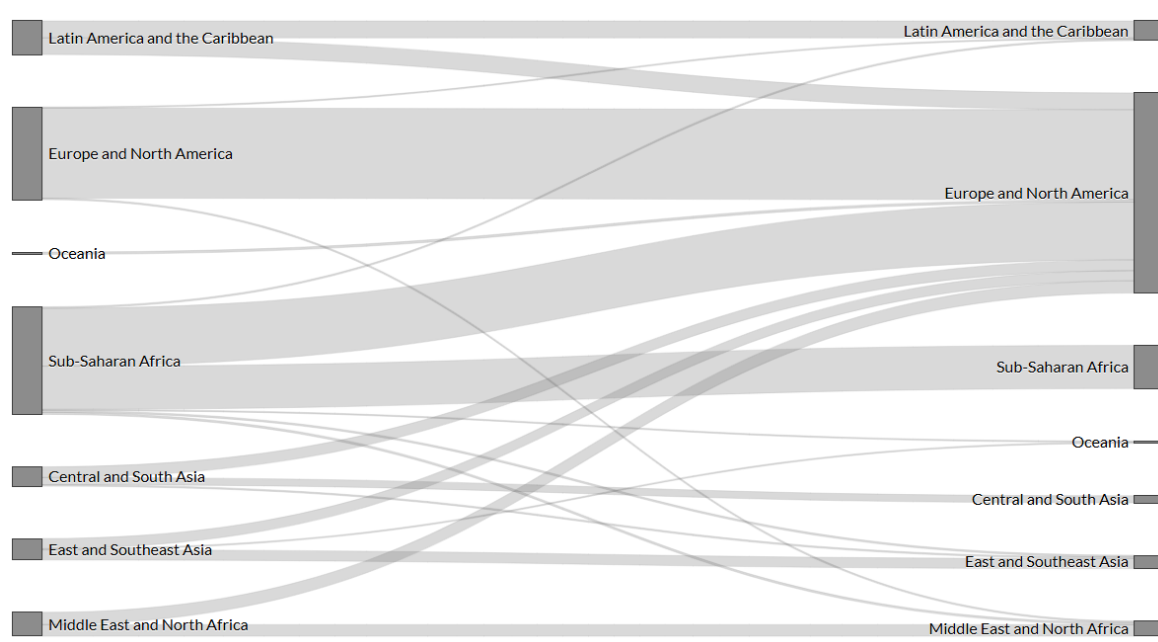 Latin America and the Caribbean
Europe and North America
Oceania
Sub-Saharan Africa
Central and South Asia
East and Southeast Asia
Middle East and North Africa
Latin America and the Caribbean
Europe and North America
Sub-Saharan Africa
Oceania
Central and South Asia
East and Southeast Asia
Middle East and North Africa